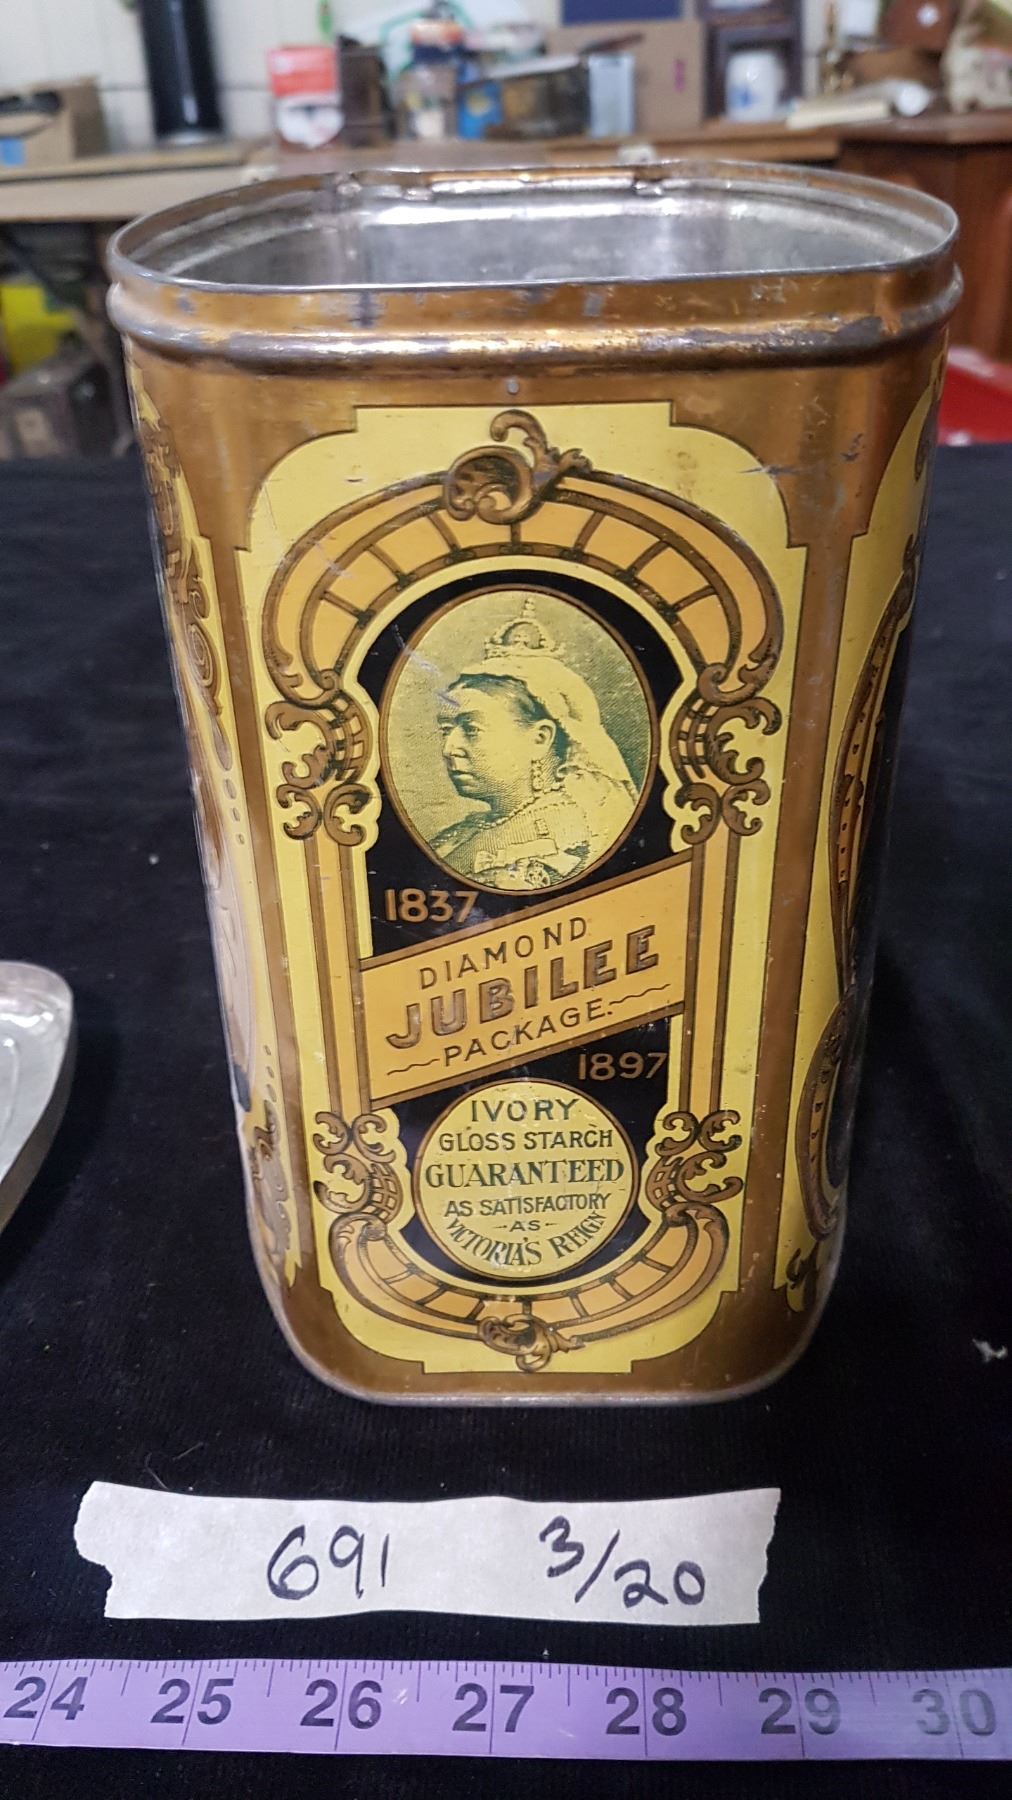 1837
DIAMOND
JUBILEE
PACKAGE.
1897
IVORY
GLOSS STARCH
GUARANTEED
AS SATISFACTORY
-AS-
VICTORIA'S REIGN
691 3/20
24 25 26 27 28 29 30